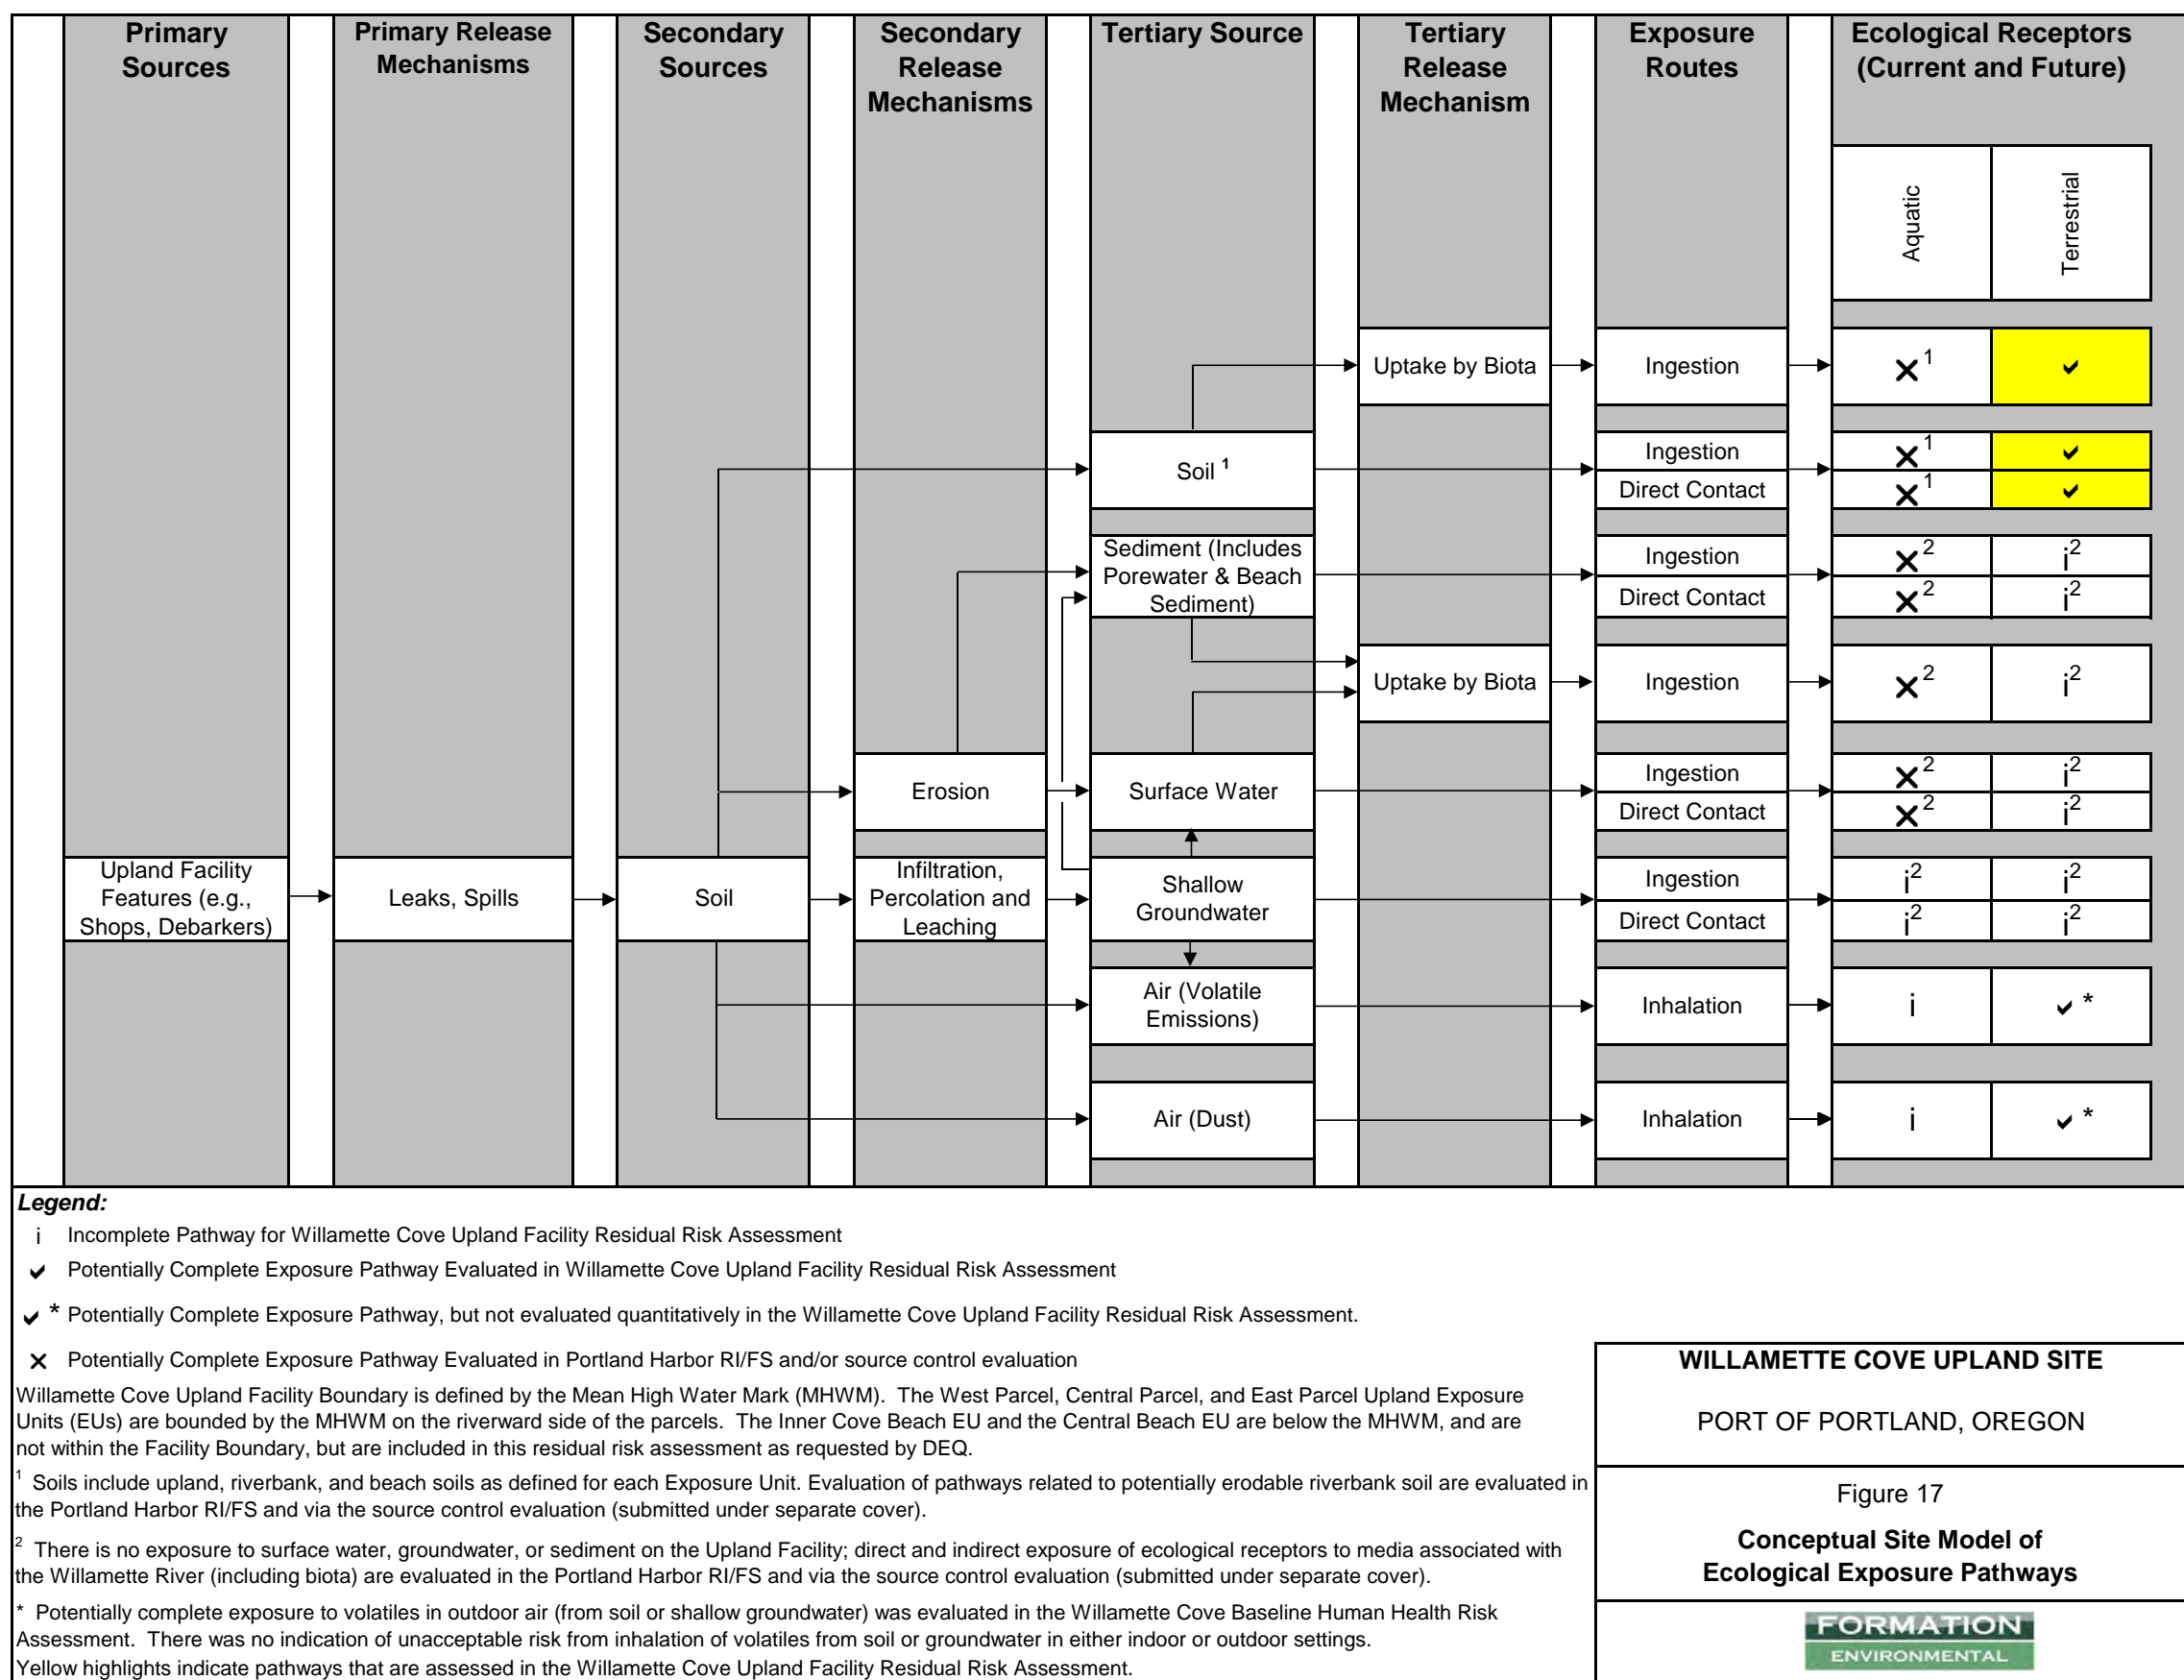 Primary
Sources
Primary Release
Mechanisms
Secondary
Sources
Secondary
Release
Mechanisms
Tertiary Source
Tertiary
Release
Mechanism
Exposure
Routes
Ecological Receptors
(Current and Future)
Aquatic
Terrestrial
Uptake by Biota
Ingestion
✕1
✔
Soil 1
Ingestion
✕1
✔
Direct Contact
✕1
✔
Sediment (Includes
Porewater & Beach
Sediment)
Ingestion
✕2
i2
Direct Contact
✕2
i2
Uptake by Biota
Ingestion
✕2
i2
Erosion
Surface Water
Ingestion
✕2
i2
Direct Contact
✕2
i2
Upland Facility
Features (e.g.,
Shops, Debarkers)
Leaks, Spills
Soil
Infiltration,
Percolation and
Leaching
Shallow
Groundwater
Ingestion
i2
i2
Direct Contact
i2
i2
Air (Volatile
Emissions)
Inhalation
i
✔ *
Air (Dust)
Inhalation
i
✔ *
Legend:
i Incomplete Pathway for Willamette Cove Upland Facility Residual Risk Assessment
✔ Potentially Complete Exposure Pathway Evaluated in Willamette Cove Upland Facility Residual Risk Assessment
✔ * Potentially Complete Exposure Pathway, but not evaluated quantitatively in the Willamette Cove Upland Facility Residual Risk Assessment.
✕ Potentially Complete Exposure Pathway Evaluated in Portland Harbor RI/FS and/or source control evaluation
Willamette Cove Upland Facility Boundary is defined by the Mean High Water Mark (MHWM). The West Parcel, Central Parcel, and East Parcel Upland Exposure
Units (EUs) are bounded by the MHWM on the riverward side of the parcels. The Inner Cove Beach EU and the Central Beach EU are below the MHWM, and are
not within the Facility Boundary, but are included in this residual risk assessment as requested by DEQ.
1 Soils include upland, riverbank, and beach soils as defined for each Exposure Unit. Evaluation of pathways related to potentially erodable riverbank soil are evaluated in
the Portland Harbor RI/FS and via the source control evaluation (submitted under separate cover).
2 There is no exposure to surface water, groundwater, or sediment on the Upland Facility; direct and indirect exposure of ecological receptors to media associated with
the Willamette River (including biota) are evaluated in the Portland Harbor RI/FS and via the source control evaluation (submitted under separate cover).
* Potentially complete exposure to volatiles in outdoor air (from soil or shallow groundwater) was evaluated in the Willamette Cove Baseline Human Health Risk
Assessment. There was no indication of unacceptable risk from inhalation of volatiles from soil or groundwater in either indoor or outdoor settings.
Yellow highlights indicate pathways that are assessed in the Willamette Cove Upland Facility Residual Risk Assessment.
WILLAMETTE COVE UPLAND SITE
PORT OF PORTLAND, OREGON
Figure 17
Conceptual Site Model of
Ecological Exposure Pathways
FORMATION
ENVIRONMENTAL